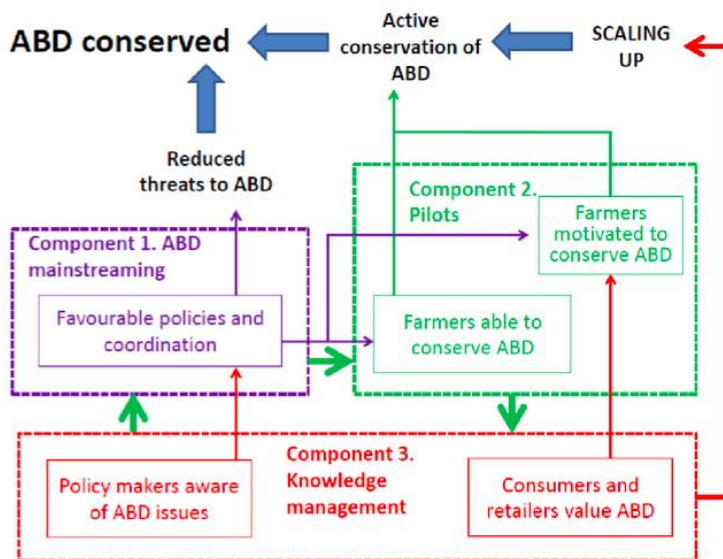 ABD conserved
Active
conservation of
ABD
SCALING
UP
Reduced
threats to ABD
Component 1. ABD
mainstreaming
Favourable policies and
coordination
Component 2.
Pilots
Farmers
motivated to
conserve ABD
Farmers able to
conserve ABD
Component 3.
Knowledge
management
Policy makers aware
of ABD issues
Consumers and
retailers value ABD